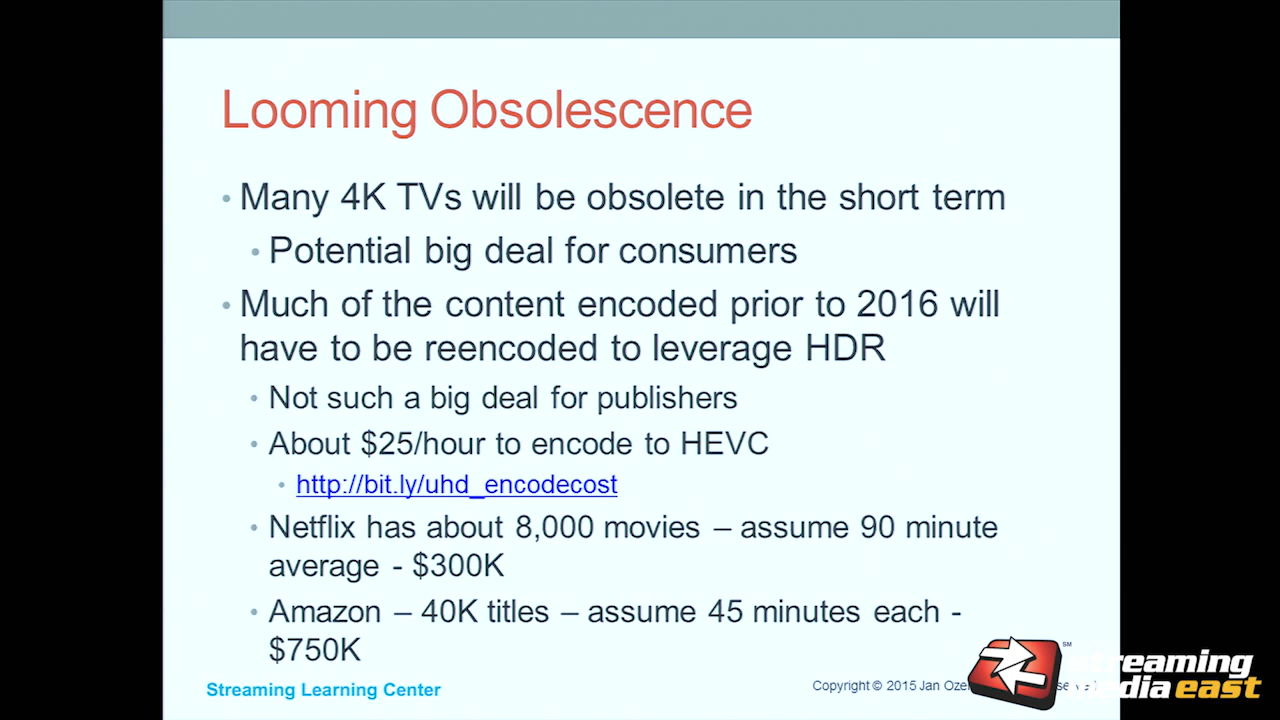 Looming Obsolescence
• Many 4K TVs will be obsolete in the short term
• Potential big deal for consumers
• Much of the content encoded prior to 2016 will
have to be reencoded to leverage HDR
• Not such a big deal for publishers
• About $25/hour to encode to HEVC
• http://bit.ly/uhd_encodecost
• Netflix has about 8,000 movies – assume 90 minute
average - $300K
• Amazon – 40K titles – assume 45 minutes each -
$750K
Streaming Learning Center
Copyright © 2015 Jan
SM
streaming
media east